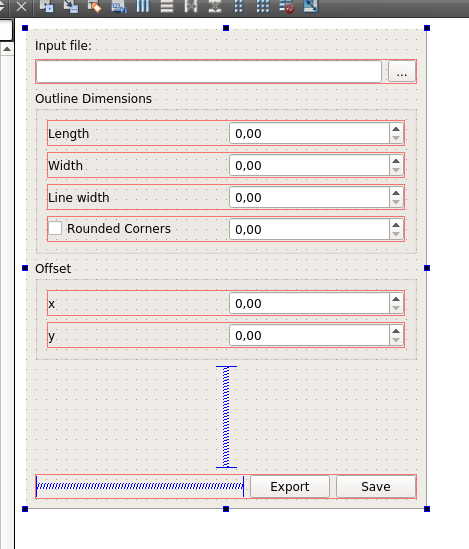 Input file:
...
Outline Dimensions
Length 0,00
Width 0,00
Line width 0,00
Rounded Corners 0,00
Offset
x 0,00
y 0,00
Export Save